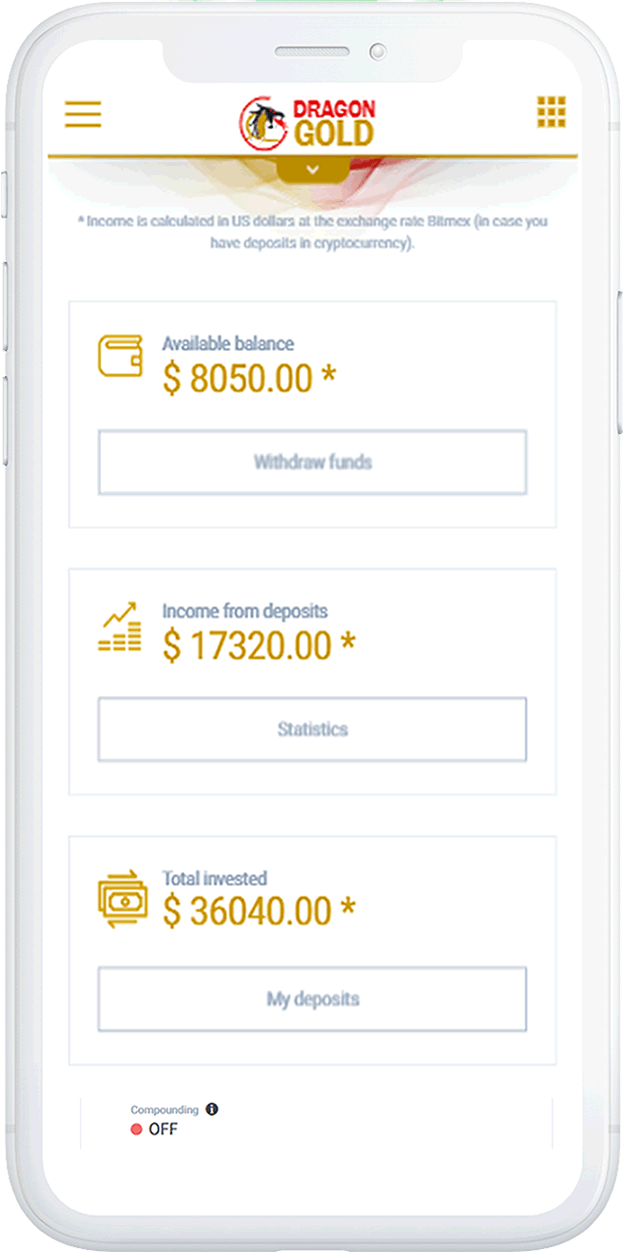 DRAGON
GOLD
* Income is calculated in US dollars at the exchange rate Bitmex (in case you
have deposits in cryptocurrency).
Available balance
$ 8050.00 *
Withdraw funds
Income from deposits
$ 17320.00 *
Statistics
Total invested
$ 36040.00 *
My deposits
Compounding
OFF